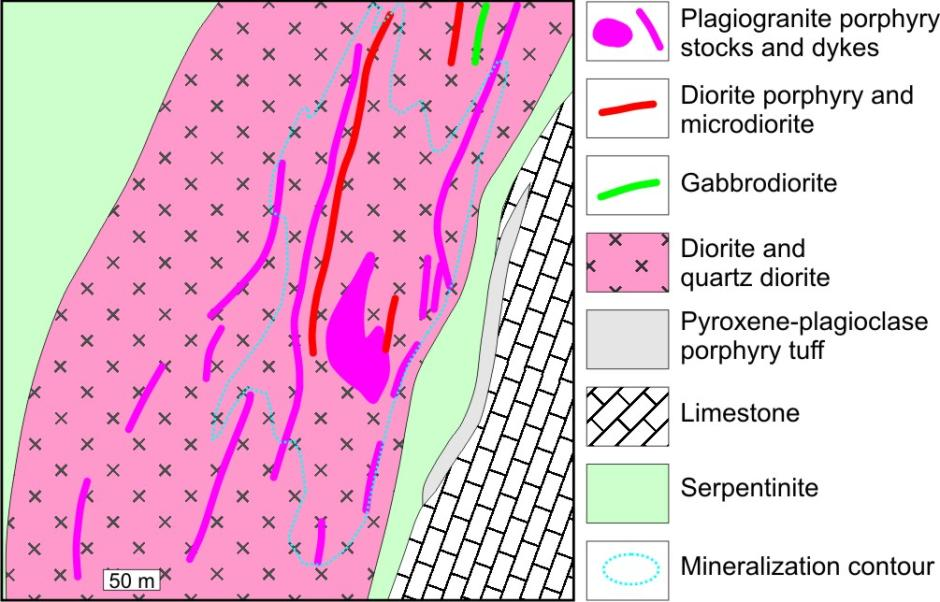 Plagiogranite porphyry
stocks and dykes
Diorite porphyry and
microdiorite
Gabbrodiorite
Diorite and
quartz diorite
Pyroxene-plagioclase
porphyry tuff
Limestone
Serpentinite
Mineralization contour
50 m